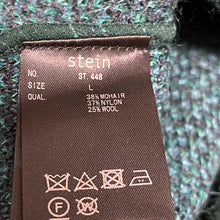 stein
NO. ST. 448
SIZE L
QUAL. 38% MOHAIR
37% NYLON
25% WOOL